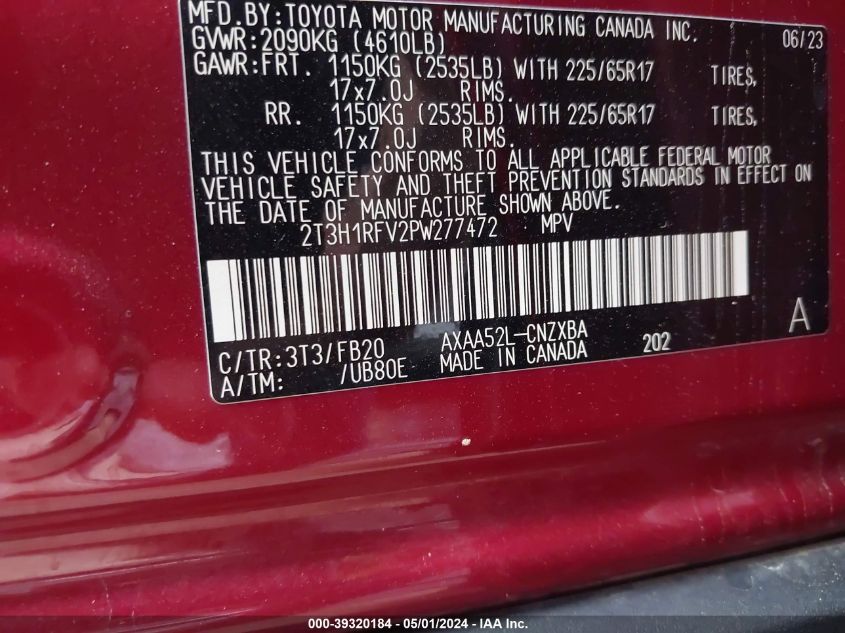 MFD.BY:TOYOTA MOTOR MANUFACTURING CANADA INC. 06/23
GVWR:2090KG (4610LB)
GAWR:FRT. 1150KG (2535LB) WITH 225/65R17 TIRES,
17x7.0J RIMS.
RR. 1150KG (2535LB) WITH 225/65R17 TIRES,
17x7.0J RIMS.
THIS VEHICLE CONFORMS TO ALL APPLICABLE FEDERAL MOTOR
VEHICLE SAFETY AND THEFT PREVENTION STANDARDS IN EFFECT ON
THE DATE OF MANUFACTURE SHOWN ABOVE.
2T3H1RFV2PW277472 MPV
A
C/TR:3T3/FB20 AXAA52L-CNZXBA 202
A/TM: /UB80E MADE IN CANADA
000-39320184 - 05/01/2024 - IAA Inc.